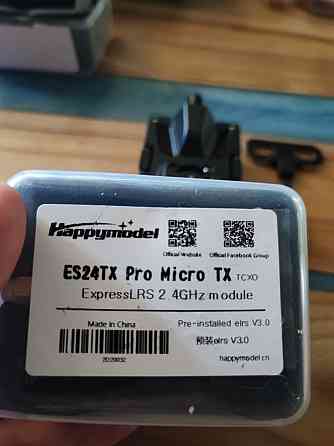 Happymodel
Official Website
Official Facebook Group
ES24TX Pro Micro TX TCXO
ExpressLRS 2.4GHz module
Made in China
Pre-installed elrs V3.0
预装elrs V3.0
happymodel.cn